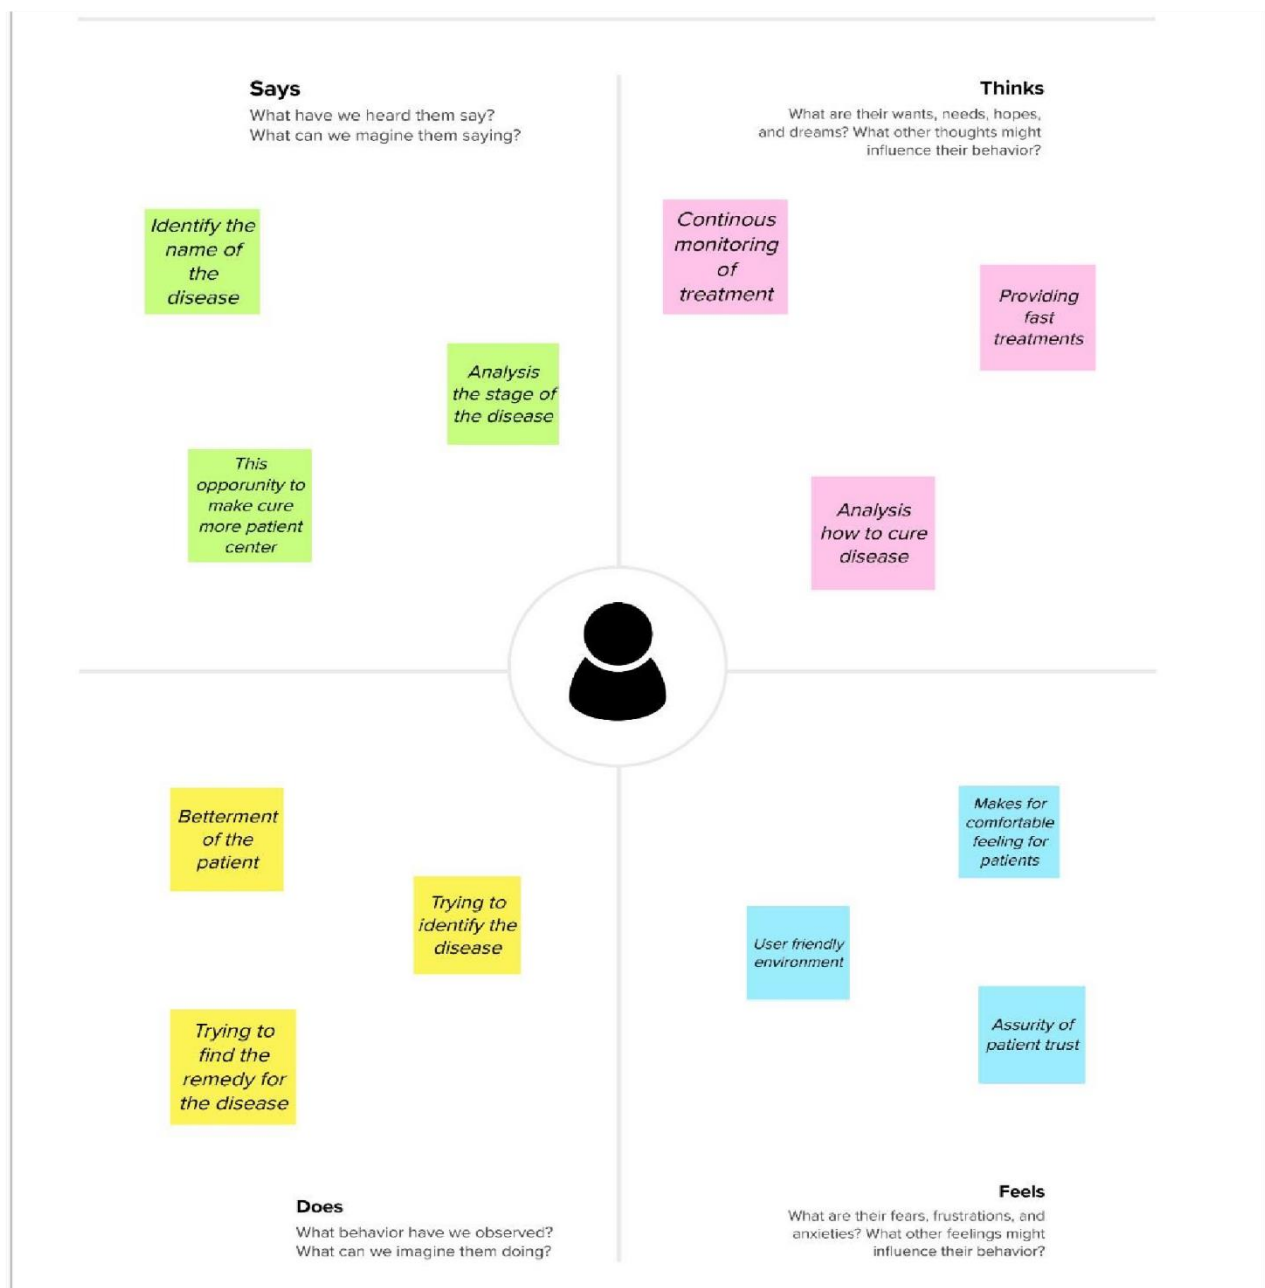 Says
What have we heard them say?
What can we magine them saying?
Identify the
name of
the
disease
Analysis
the stage of
the disease
This
opporunity to
make cure
more patient
center
Thinks
What are their wants, needs, hopes,
and dreams? What other thoughts might
influence their behavior?
Continous
monitoring
of
treatment
Providing
fast
treatments
Analysis
how to cure
disease
Betterment
of the
patient
Trying to
identify the
disease
Trying to
find the
remedy for
the disease
Does
What behavior have we observed?
What can we imagine them doing?
Makes for
comfortable
feeling for
patients
User friendly
environment
Assurity of
patient trust
Feels
What are their fears, frustrations, and
anxieties? What other feelings might
influence their behavior?